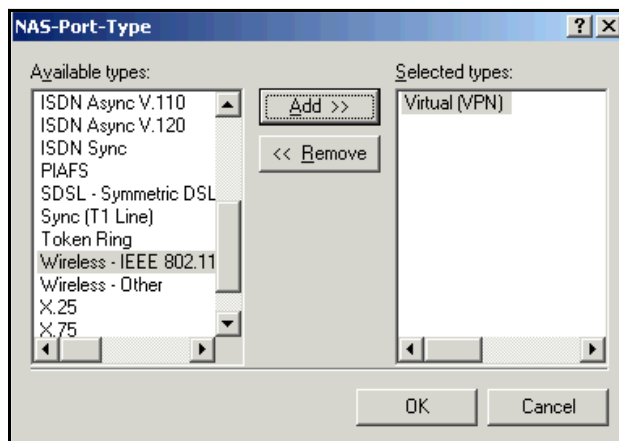 NAS-Port-Type
Available types:
ISDN Async V.110
ISDN Async V.120
ISDN Sync
PIAFS
SDSL - Symmetric DSL
Sync (T1 Line)
Token Ring
Wireless - IEEE 802.11
Wireless - Other
X.25
X.75
Add >>
<< Remove
Selected types:
Virtual (VPN)
OK
Cancel